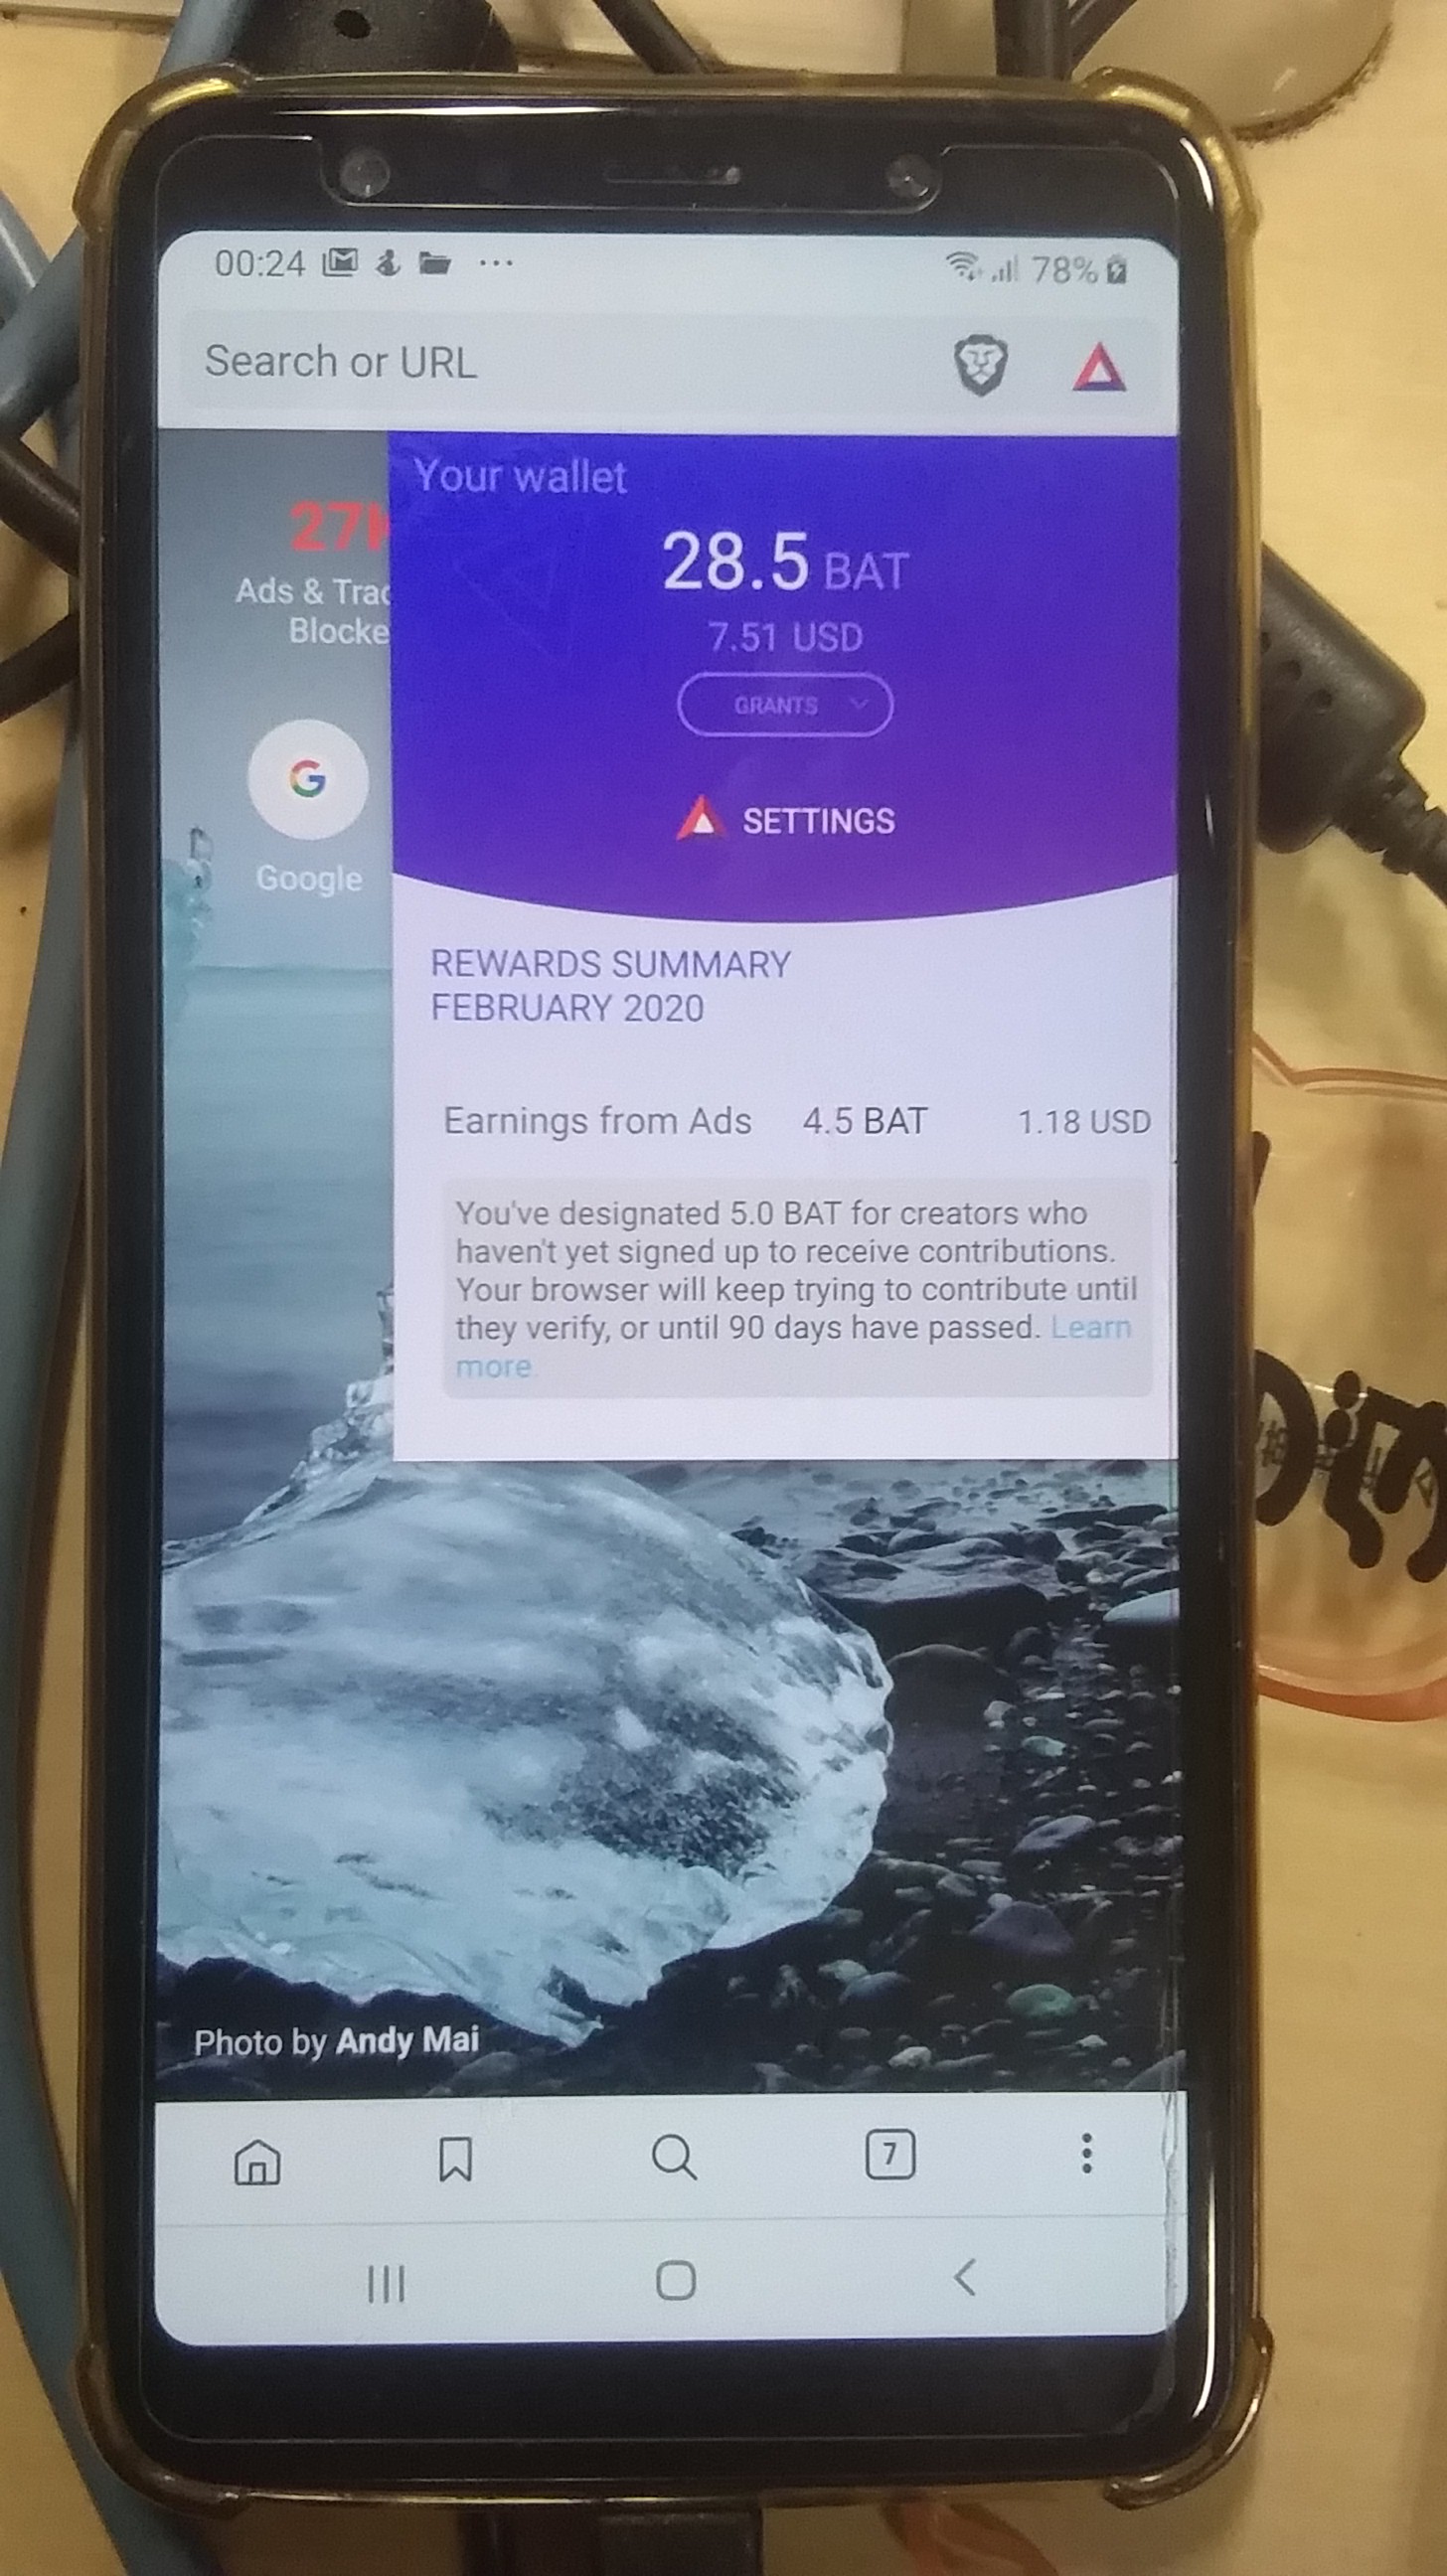 00:24
78%
Search or URL
27
Ads & Trac
Blocke
Google
Your wallet
28.5 BAT
7.51 USD
GRANTS
SETTINGS
REWARDS SUMMARY
FEBRUARY 2020
Earnings from Ads 4.5 BAT 1.18 USD
You've designated 5.0 BAT for creators who
haven't yet signed up to receive contributions.
Your browser will keep trying to contribute until
they verify, or until 90 days have passed. Learn
more.
Photo by Andy Mai
7